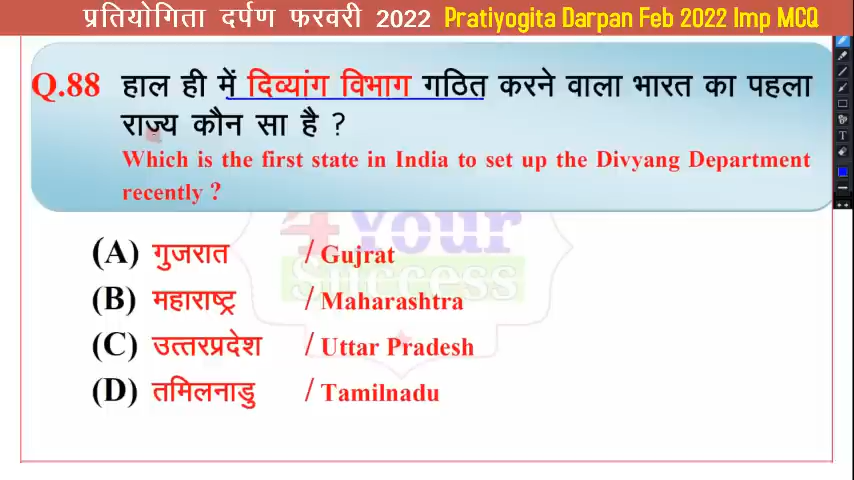 प्रतियोगिता दर्पण फरवरी 2022 Pratiyogita Darpan Feb 2022 Imp MCQ
Q.88 हाल ही में दिव्यांग विभाग गठित करने वाला भारत का पहला
राज्य कौन सा है ?
Which is the first state in India to set up the Divyang Department
recently ?
4Your
Success
(A) गुजरात / Gujrat
(B) महाराष्ट्र / Maharashtra
(C) उत्तरप्रदेश / Uttar Pradesh
(D) तमिलनाडु / Tamilnadu